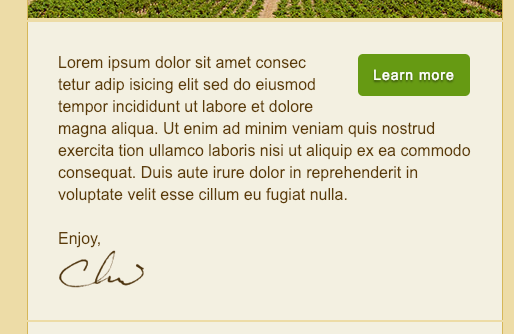 Lorem ipsum dolor sit amet consec
tetur adip isicing elit sed do eiusmod
tempor incididunt ut labore et dolore
magna aliqua. Ut enim ad minim veniam quis nostrud
exercita tion ullamco laboris nisi ut aliquip ex ea commodo
consequat. Duis aute irure dolor in reprehenderit in
voluptate velit esse cillum eu fugiat nulla.
Learn more
Enjoy,